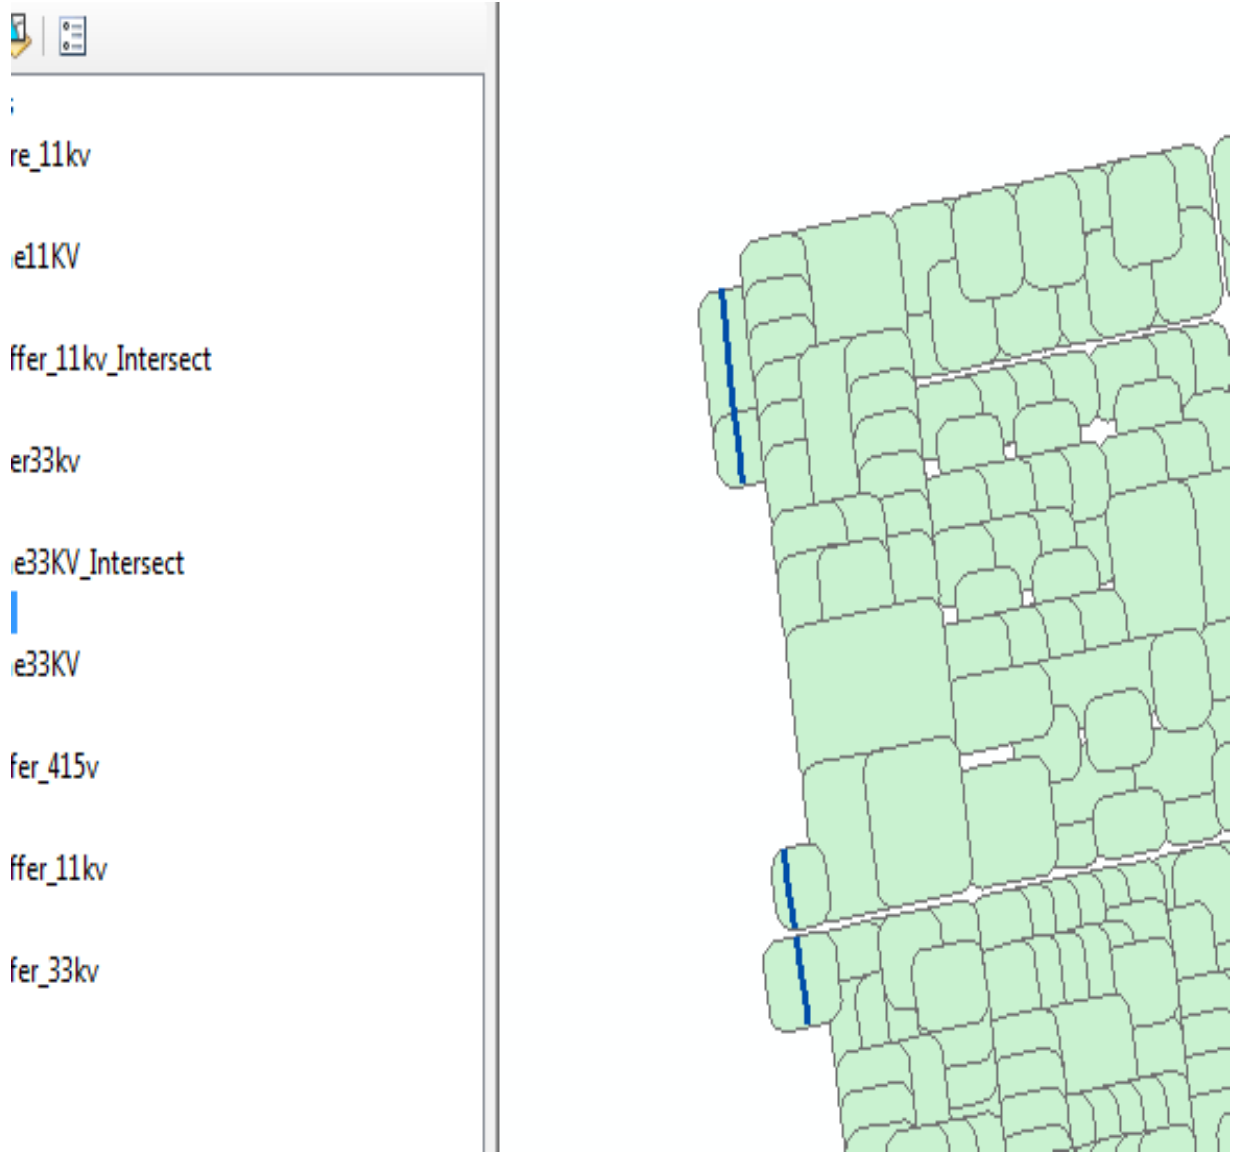 s
re_11kv
e11KV
ffer_11kv_Intersect
er33kv
e33KV_Intersect
e33KV
fer_415v
ffer_11kv
fer_33kv